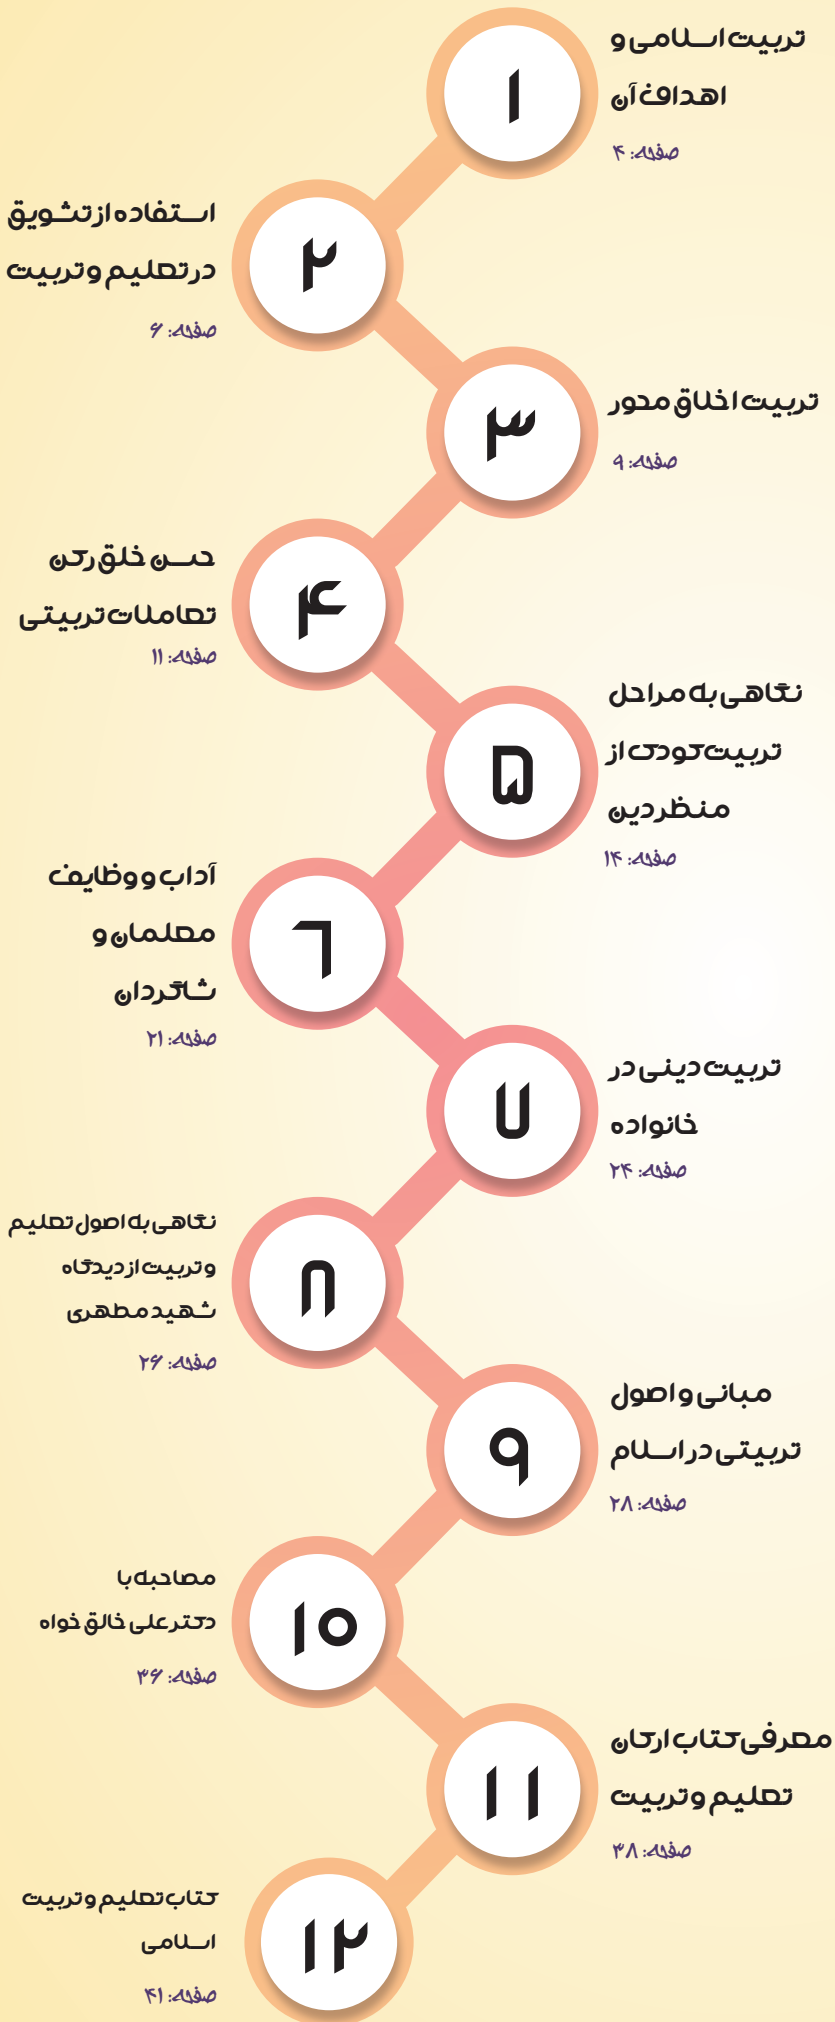 ۱
تربیت اسلامی و
اهداف آن
صفحه: ۴
۲
استفاده از تشویق
در تعلیم و تربیت
صفحه: ۶
۳
تربیت اخلاق محور
صفحه: ۹
۴
حسن خلق رکن
تعاملات تربیتی
صفحه: ۱۱
۵
نگاهی به مراحل
تربیت کودک از
منظر دین
صفحه: ۱۴
۶
آداب و وظایف
معلمان و
شاگردان
صفحه: ۲۱
۷
تربیت دینی در
خانواده
صفحه: ۲۴
۸
نگاهی به اصول تعلیم
و تربیت از دیدگاه
شهید مطهری
صفحه: ۲۶
۹
مبانی و اصول
تربیتی در اسلام
صفحه: ۲۸
۱۰
مصاحبه با
دکتر علی خالق خواه
صفحه: ۳۶
۱۱
معرفی کتاب ارکان
تعلیم و تربیت
صفحه: ۳۸
۱۲
کتاب تعلیم و تربیت
اسلامی
صفحه: ۴۱